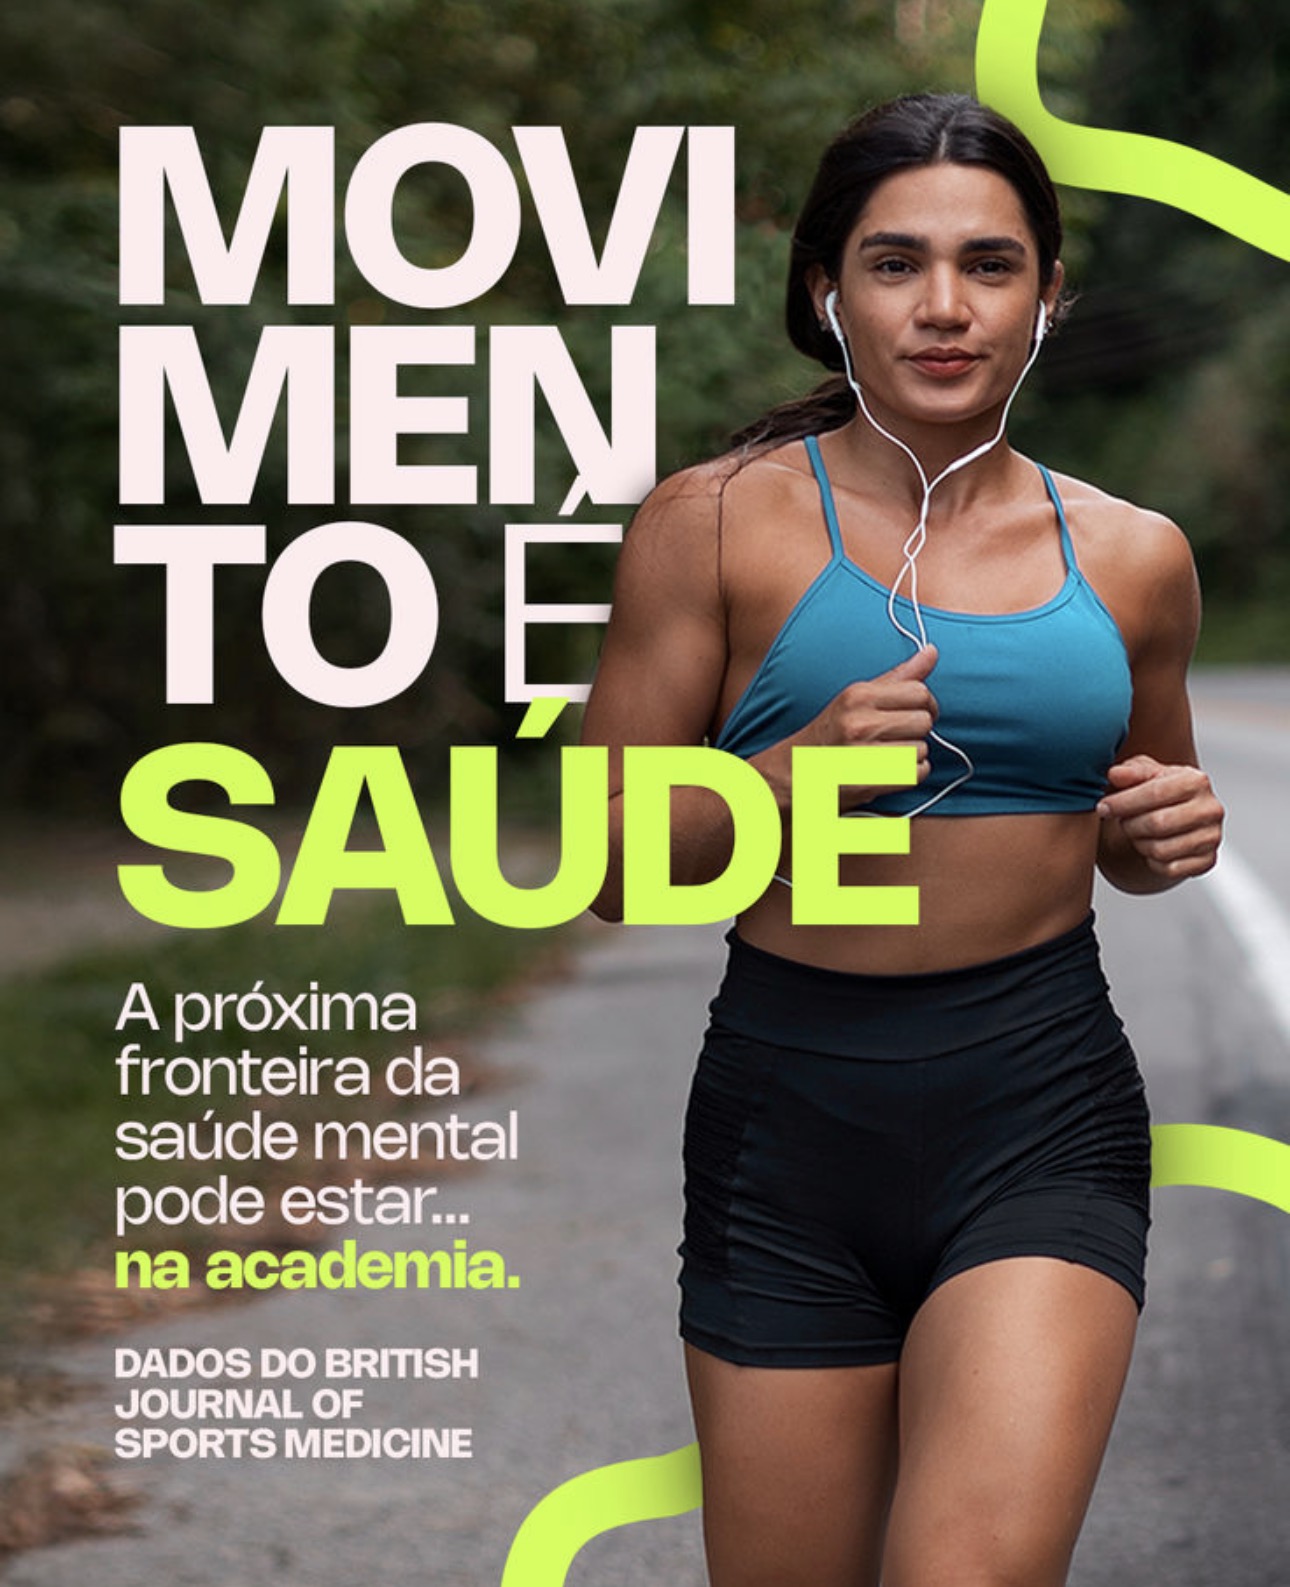 MOVI
MEN
TO É
SAÚDE
A próxima
fronteira da
saúde mental
pode estar...
na academia.
DADOS DO BRITISH
JOURNAL OF
SPORTS MEDICINE